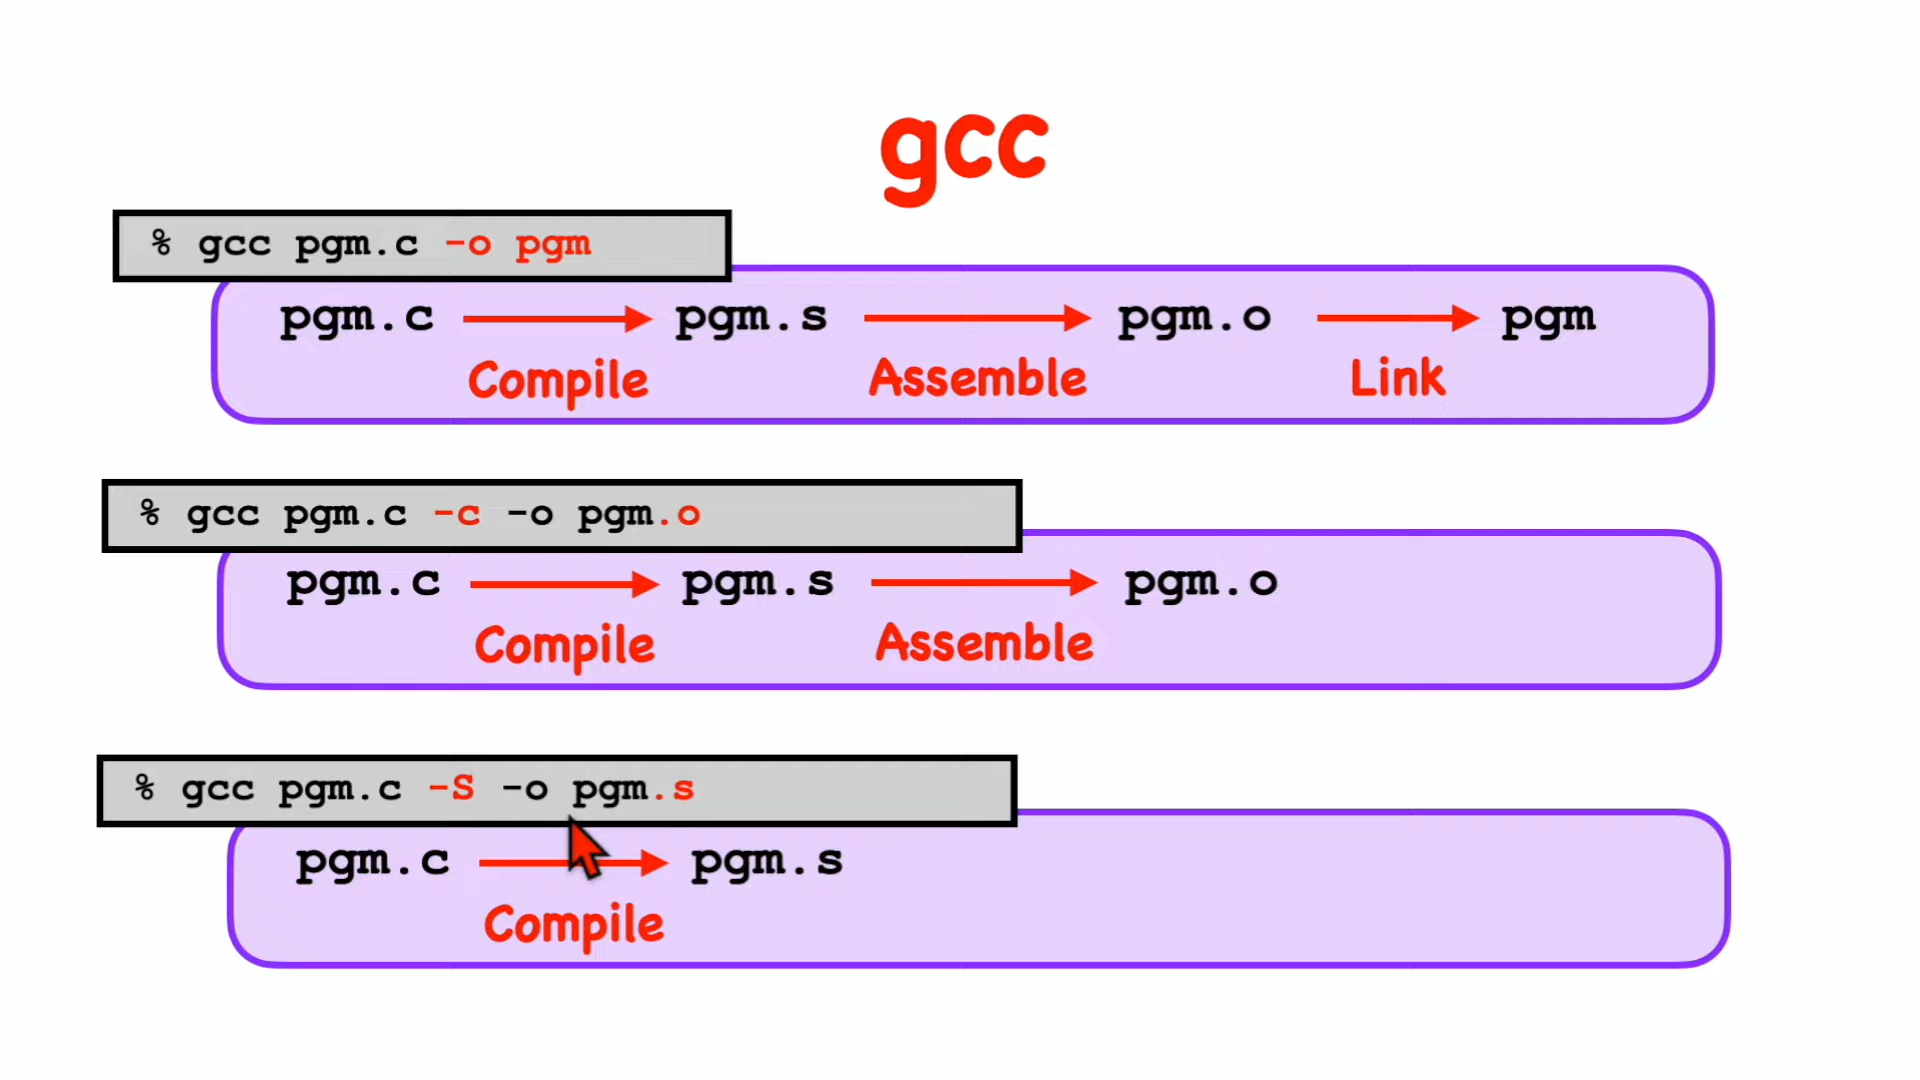 gcc
% gcc pgm.c -o pgm
pgm.c pgm.s pgm.o pgm
Compile Assemble Link
% gcc pgm.c -c -o pgm.o
pgm.c pgm.s pgm.o
Compile Assemble
% gcc pgm.c -S -o pgm.s
pgm.c pgm.s
Compile